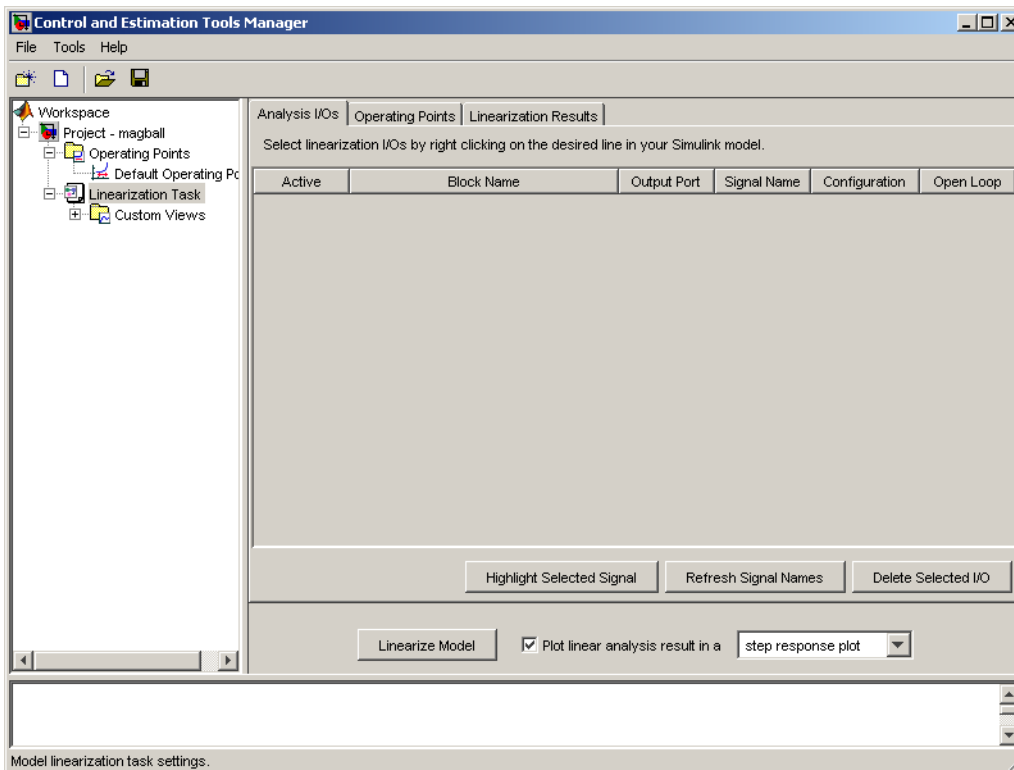 Control and Estimation Tools Manager
File Tools Help
Workspace
Project - magball
Operating Points
Default Operating Po
Linearization Task
Custom Views
Analysis I/Os Operating Points Linearization Results
Select linearization I/Os by right clicking on the desired line in your Simulink model.
Active Block Name Output Port Signal Name Configuration Open Loop
Highlight Selected Signal Refresh Signal Names Delete Selected I/O
Linearize Model Plot linear analysis result in a step response plot
Model linearization task settings.